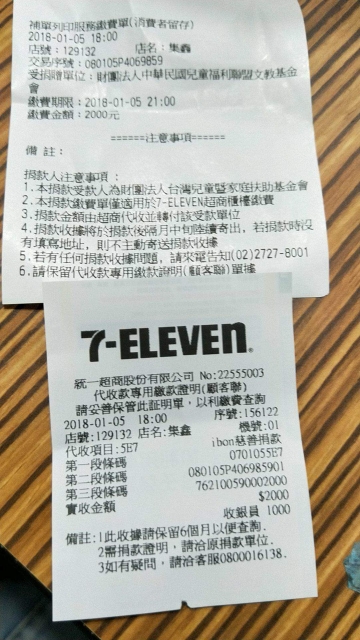 補單列印服務繳費單(消費者留存)
2018-01-05 18:00
店號：129132 店名：集鑫
交易序號：080105P4069859
受捐贈單位：財團法人中華民國兒童福利聯盟文教基金
會
繳費期限：2018-01-05 21:00
繳費金額：2000元
======注意事項======
備 註：
捐款人注意事項：
1.本捐款受款人為財團法人台灣兒童暨家庭扶助基金會
2.本捐款繳費單僅適用於7-ELEVEN超商櫃檯繳費
3.捐款金額由超商代收並轉付該受款單位
4.捐款收據將於捐款後隔月中旬陸續寄出，若捐款時沒
有填寫地址，則不主動寄送捐款收據
5.若有任何捐款收據問題，請來電告知(02)2727-8001
6.請保留代收款專用繳款證明(顧客聯)單據
7-ELEVEN
統一超商股份有限公司 No:22555003
代收款專用繳款證明(顧客聯)
請妥善保管此証明單，以利繳費查詢
2018-01-05 18:00 序號:156122
店號:129132 店名:集鑫 機號:01
代收項目:5E7 ibon慈善捐款
第一段條碼 0701055E7
第二段條碼 080105P406985901
第三段條碼 762100590002000
實收金額 $2000
收銀員 1000
備註:1此收據請保留6個月以便查詢.
2需捐款證明，請洽原捐款單位.
3如有疑問，請洽客服0800016138.